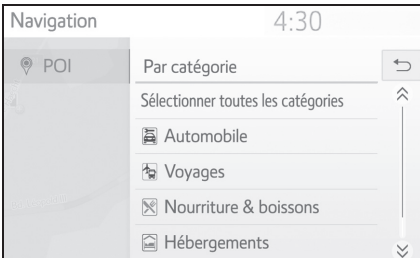 Navigation 4:30
POI
Par catégorie
Sélectionner toutes les catégories
Automobile
Voyages
Nourriture & boissons
Hébergements